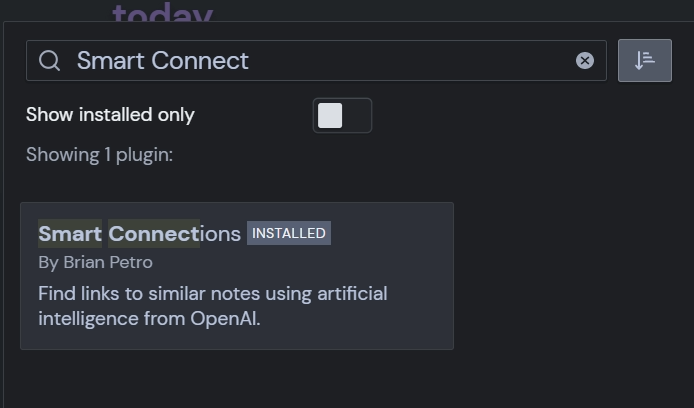 today
Smart Connect
Show installed only
Showing 1 plugin:
Smart Connections INSTALLED
By Brian Petro
Find links to similar notes using artificial
intelligence from OpenAI.